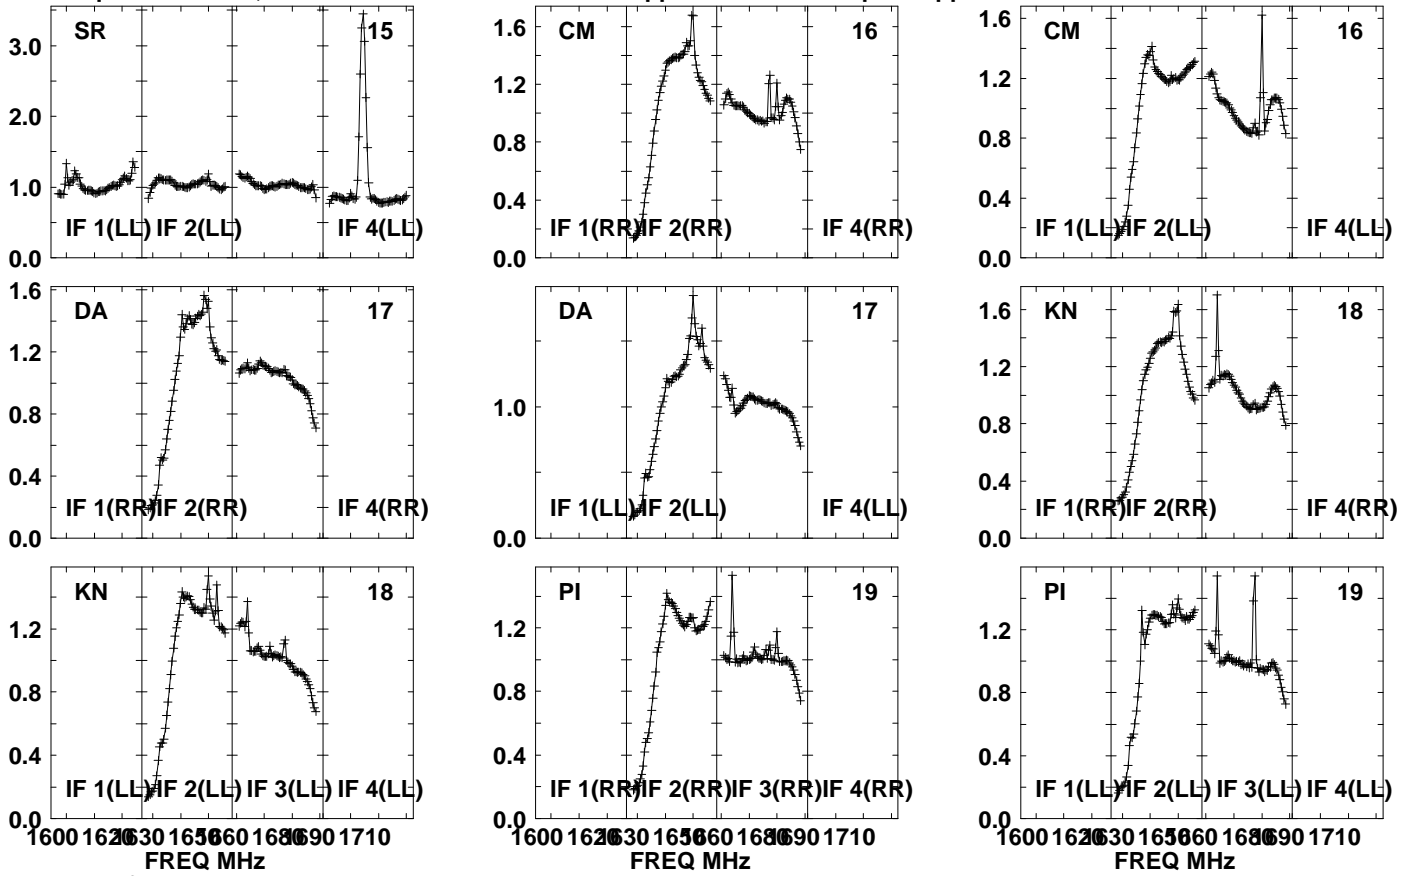 SR 15 CM 16 CM 16
3.0 1.6 1.6
2.0 1.2 1.2
1.0 0.8 0.8
0.4 0.4
IF 1(LL) IF 2(LL) IF 4(LL) IF 1(RR) IF 2(RR) IF 4(RR) IF 1(LL) IF 2(LL) IF 4(LL)
0.0 0.0 0.0
DA 17 DA 17 KN 18
1.6 1.6
1.2 1.2
1.0
0.8 0.8
0.4 0.4
IF 1(RR) IF 2(RR) IF 4(RR) IF 1(LL) IF 2(LL) IF 4(LL) IF 1(RR) IF 2(RR) IF 4(RR)
0.0 0.0 0.0
KN 18 PI 19 PI 19
1.2 1.2 1.2
0.8 0.8 0.8
0.4 0.4 0.4
IF 1(LL) IF 2(LL) IF 3(LL) IF 4(LL) IF 1(RR) IF 2(RR) IF 3(RR) IF 4(RR) IF 1(LL) IF 2(LL) IF 3(LL) IF 4(LL)
0.0 0.0 0.0
1600 1620 1630 1650 1660 1680 1690 1710 1600 1620 1630 1650 1660 1680 1690 1710 1600 1620 1630 1650 1660 1680 1690 1710
FREQ MHz FREQ MHz FREQ MHz